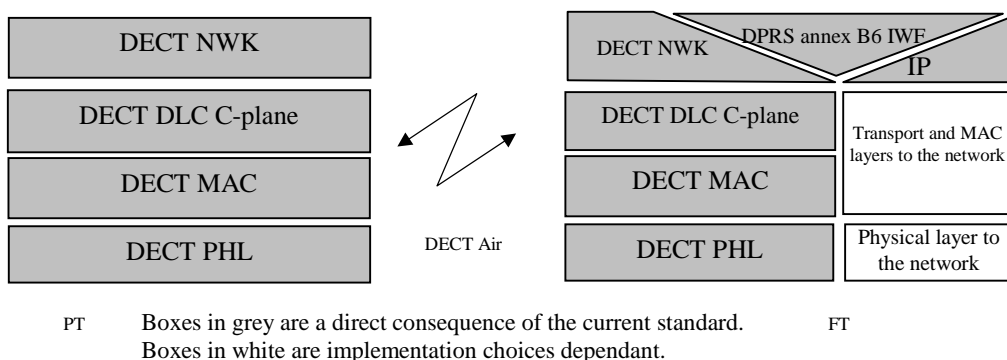 DECT NWK
DECT DLC C-plane
DECT MAC
DECT PHL
DECT Air
DECT NWK
DPRS annex B6 IWF
IP
DECT DLC C-plane
DECT MAC
DECT PHL
Transport and MAC
layers to the network
Physical layer to
the network
PT
Boxes in grey are a direct consequence of the current standard.
FT
Boxes in white are implementation choices dependant.